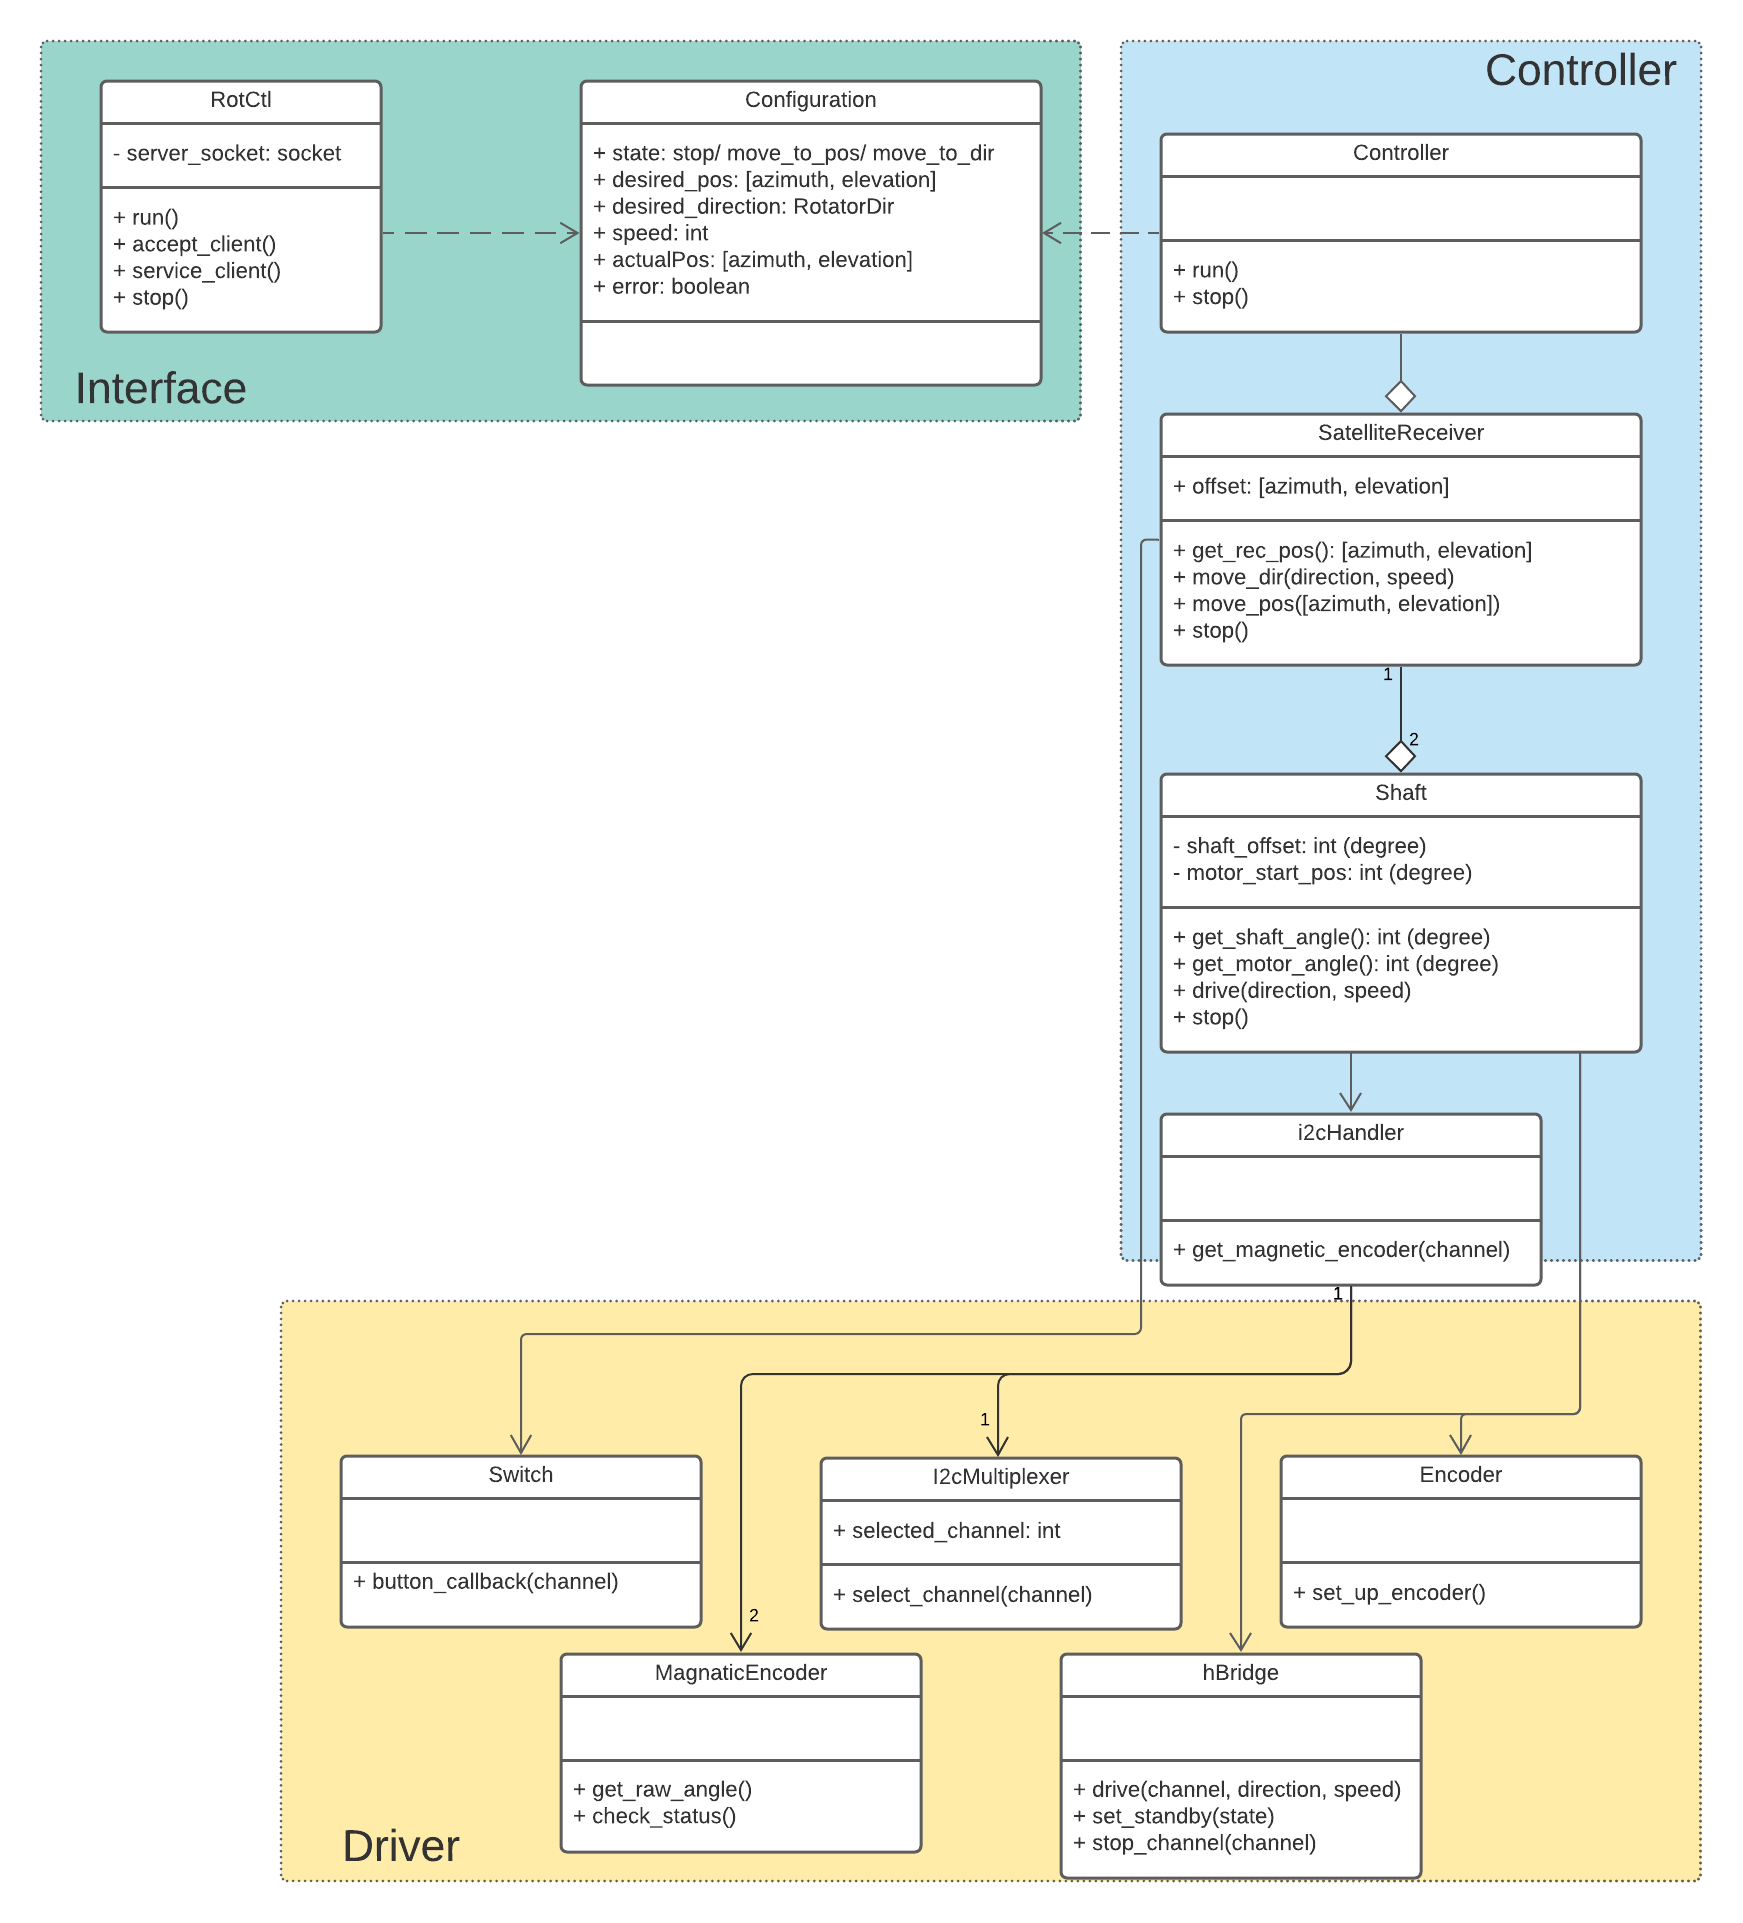 RotCtl
- server_socket: socket
+ run()
+ accept_client()
+ service_client()
+ stop()
Configuration
+ state: stop/ move_to_pos/ move_to_dir
+ desired_pos: [azimuth, elevation]
+ desired_direction: RotatorDir
+ speed: int
+ actualPos: [azimuth, elevation]
+ error: boolean
Interface
Controller
Controller
+ run()
+ stop()
SatelliteReceiver
+ offset: [azimuth, elevation]
+ get_rec_pos(): [azimuth, elevation]
+ move_dir(direction, speed)
+ move_pos([azimuth, elevation])
+ stop()
1
2
Shaft
- shaft_offset: int (degree)
- motor_start_pos: int (degree)
+ get_shaft_angle(): int (degree)
+ get_motor_angle(): int (degree)
+ drive(direction, speed)
+ stop()
i2cHandler
+ get_magnetic_encoder(channel)
1
1
2
Switch
+ button_callback(channel)
I2cMultiplexer
+ selected_channel: int
+ select_channel(channel)
Encoder
+ set_up_encoder()
MagnaticEncoder
+ get_raw_angle()
+ check_status()
hBridge
+ drive(channel, direction, speed)
+ set_standby(state)
+ stop_channel(channel)
Driver